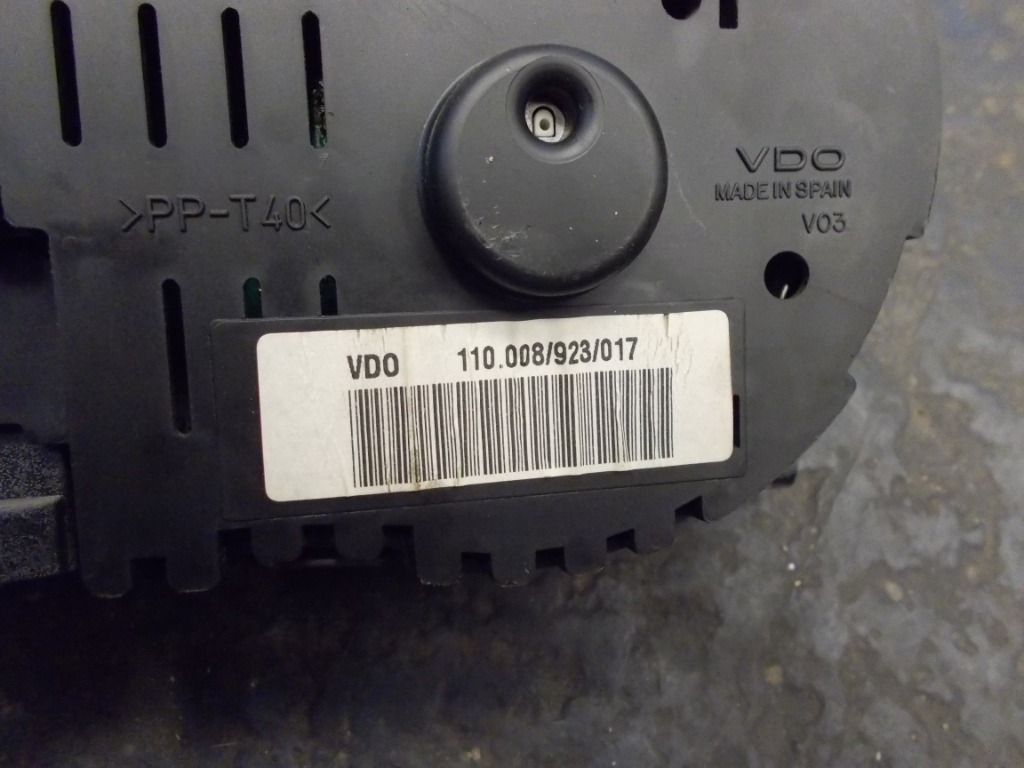 VDO
MADE IN SPAIN
V03
>PP-T40<
VDO 110.008/923/017